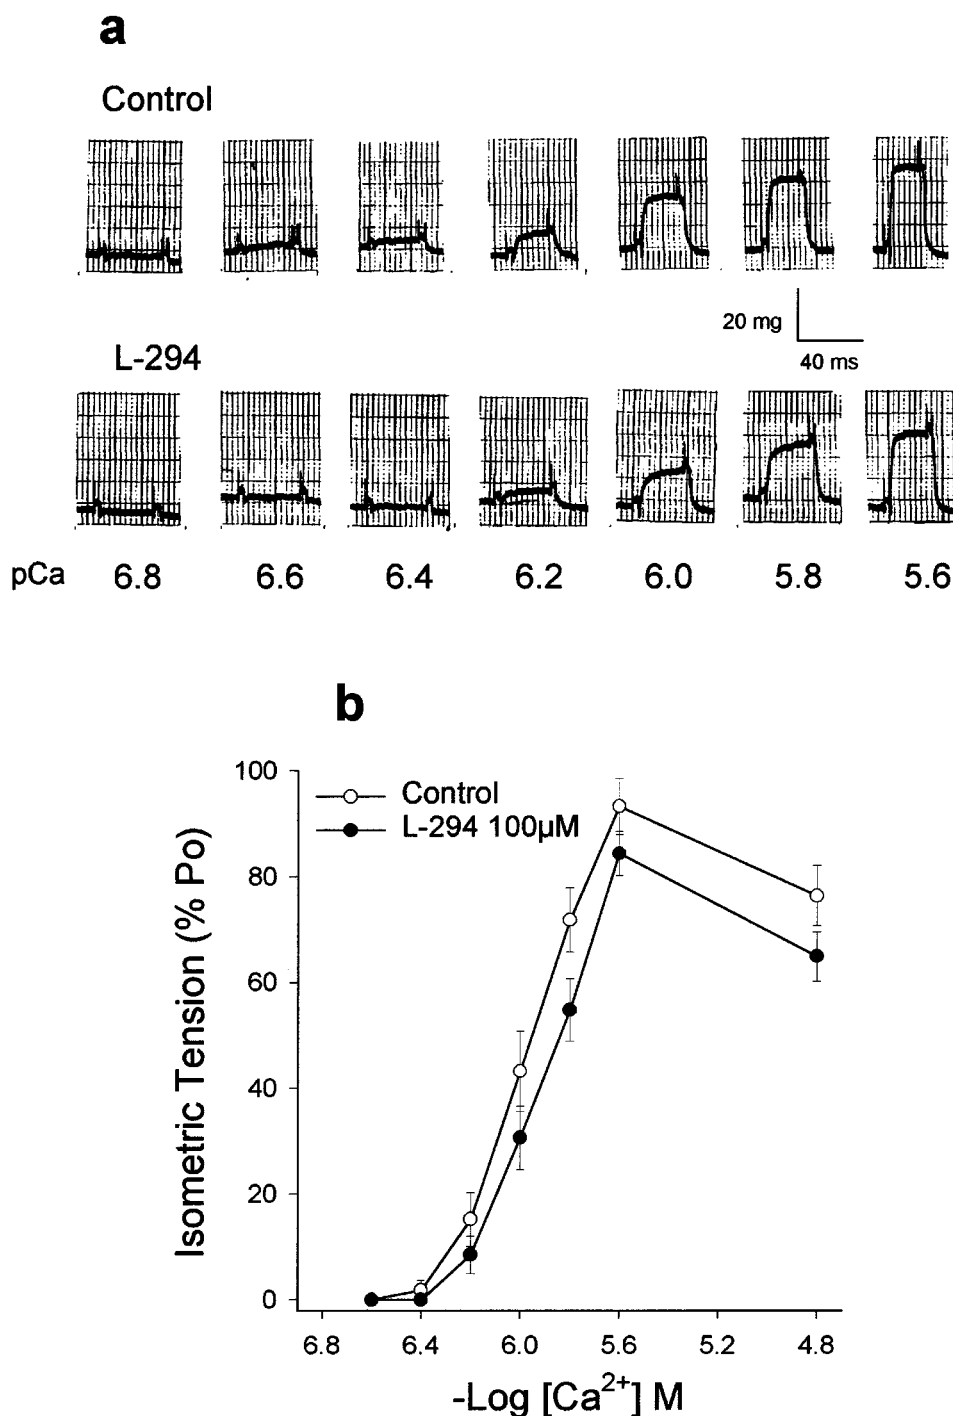 a
Control
20 mg
40 ms
L-294
pCa 6.8 6.6 6.4 6.2 6.0 5.8 5.6
b
Control
L-294 100µM
Isometric Tension (% Po)
100
80
60
40
20
0
6.8 6.4 6.0 5.6 5.2 4.8
-Log [Ca²⁺] M